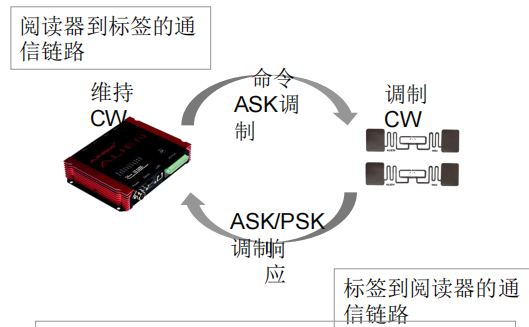 阅读器到标签的通
信链路
维持
CW
命令
ASK调
制
调制
CW
ASK/PSK
调制响
应
标签到阅读器的通
信链路